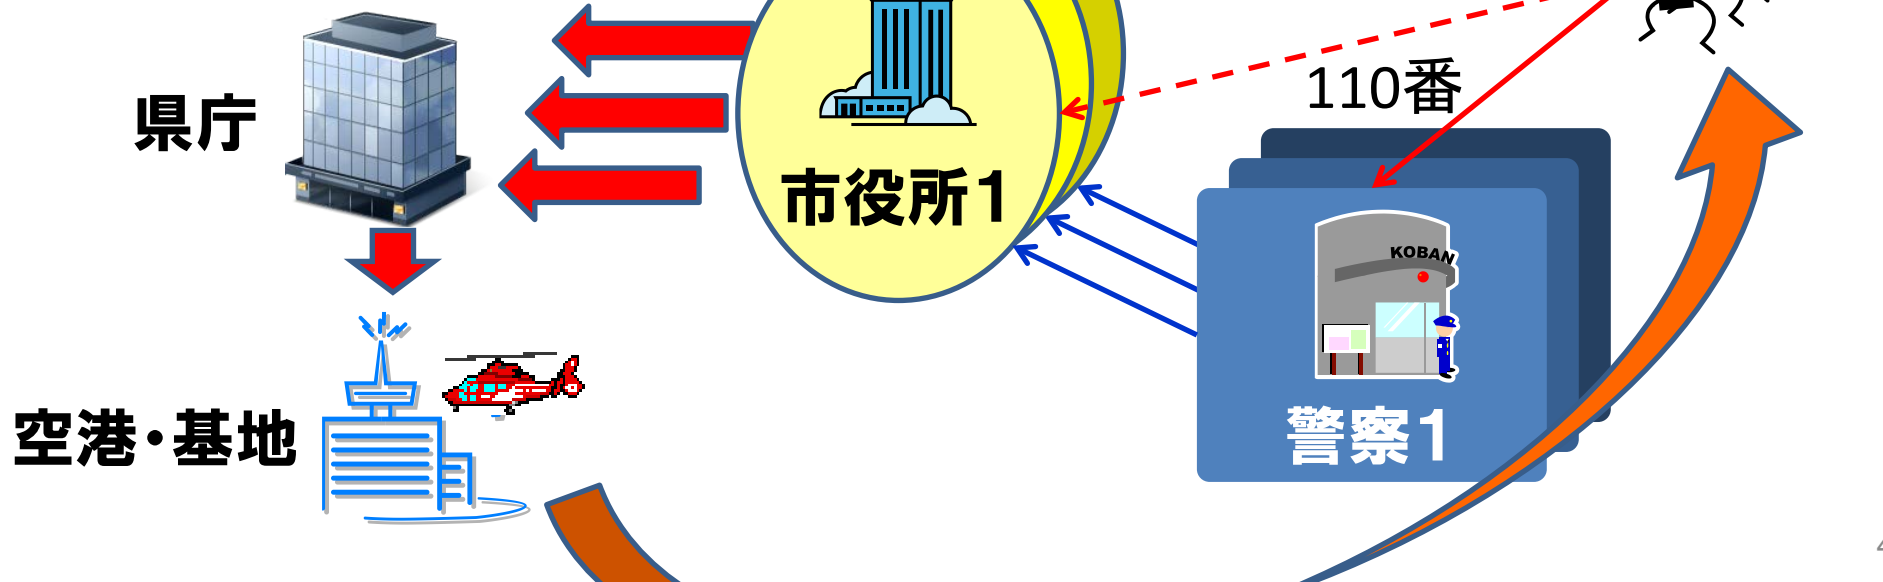 110番
県庁
市役所1
KOBAN
警察1
空港・基地